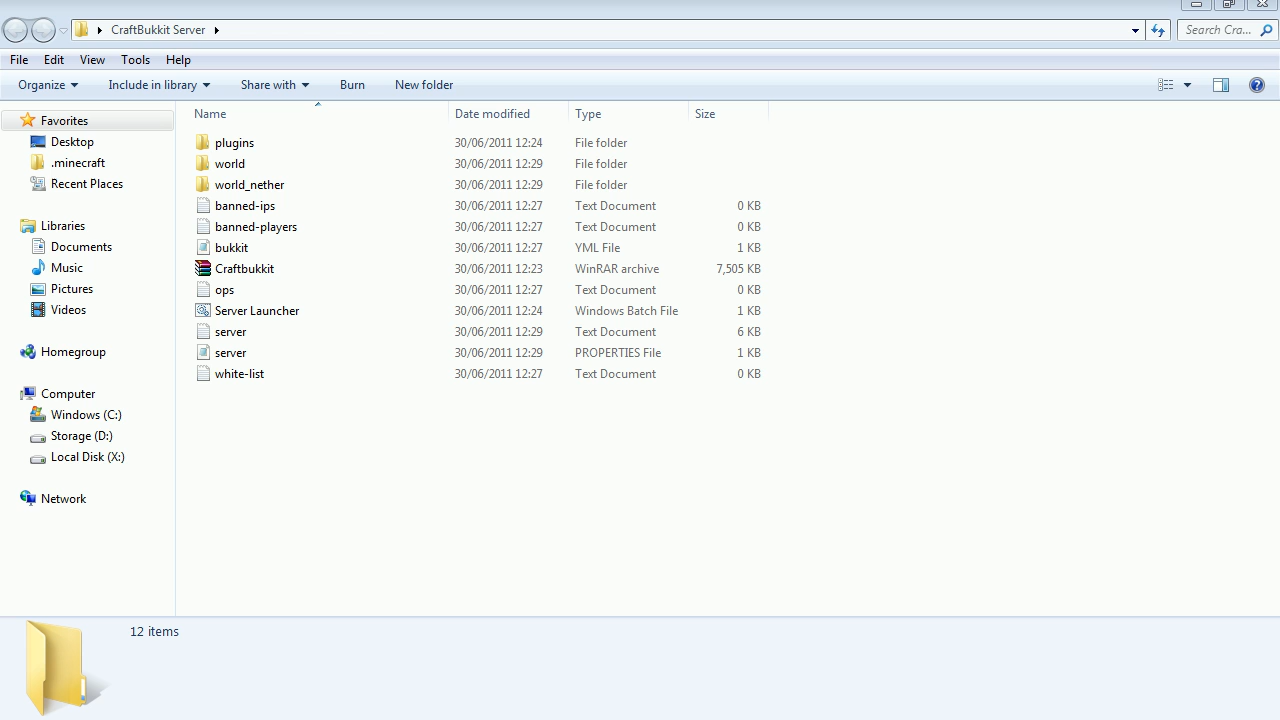 CraftBukkit Server
Search Cra...
File Edit View Tools Help
Organize Include in library Share with Burn New folder
Name Date modified Type Size
Favorites
Desktop
.minecraft
Recent Places
Libraries
Documents
Music
Pictures
Videos
Homegroup
Computer
Windows (C:)
Storage (D:)
Local Disk (X:)
Network
plugins 30/06/2011 12:24 File folder
world 30/06/2011 12:29 File folder
world_nether 30/06/2011 12:29 File folder
banned-ips 30/06/2011 12:27 Text Document 0 KB
banned-players 30/06/2011 12:27 Text Document 0 KB
bukkit 30/06/2011 12:27 YML File 1 KB
Craftbukkit 30/06/2011 12:23 WinRAR archive 7,505 KB
ops 30/06/2011 12:27 Text Document 0 KB
Server Launcher 30/06/2011 12:24 Windows Batch File 1 KB
server 30/06/2011 12:29 Text Document 6 KB
server 30/06/2011 12:29 PROPERTIES File 1 KB
white-list 30/06/2011 12:27 Text Document 0 KB
12 items